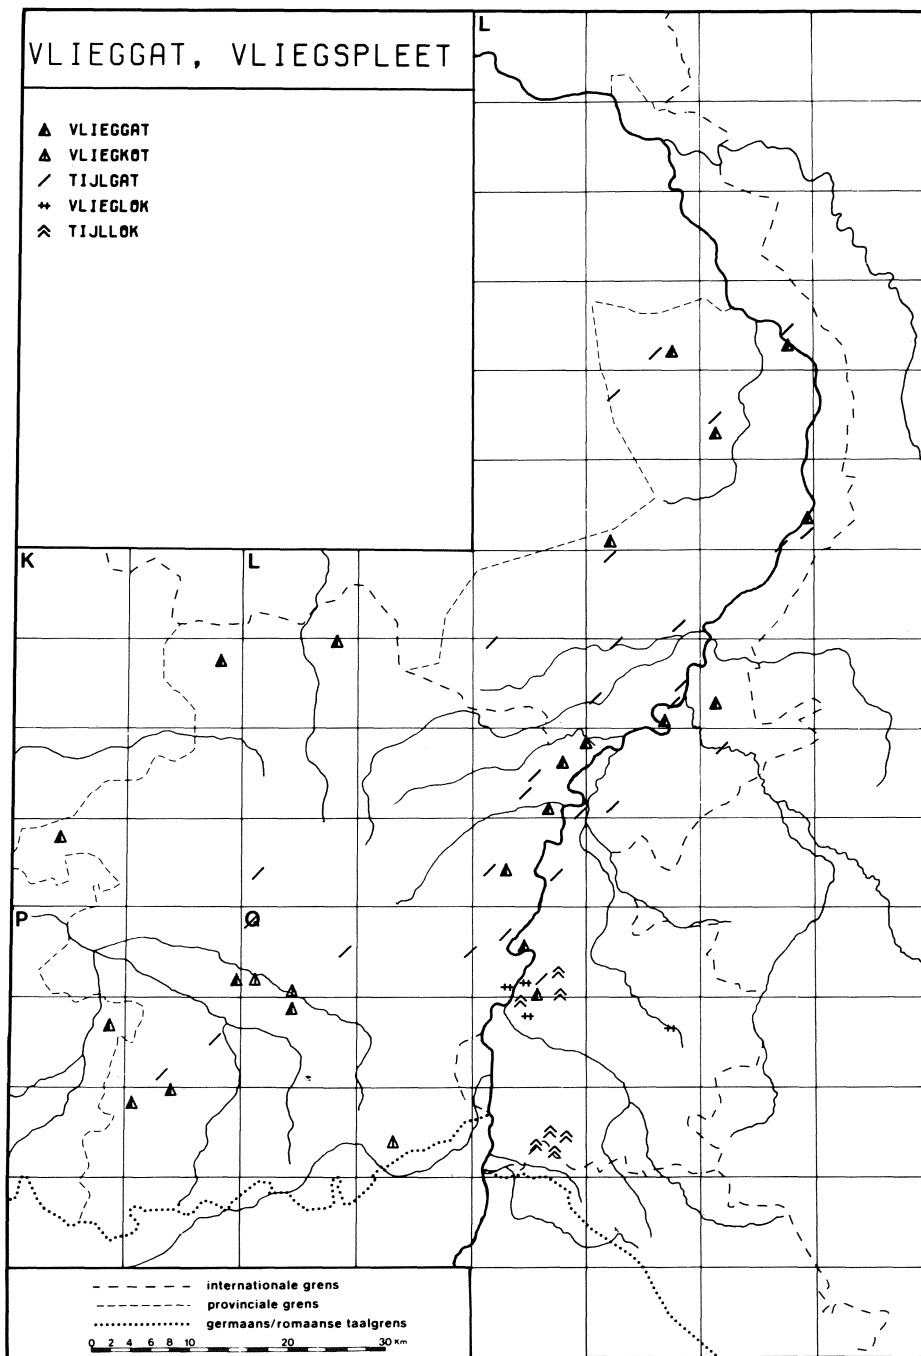 L
VLIEGGAT, VLIEGSPLEET
VLIEGGAT
VLIEGKOT
TIJLGAT
VLIEGLOK
TIJLLOK
K
L
P
Q
internationale grens
provinciale grens
germaans/romaanse taalgrens
0 2 4 6 8 10 20 30 Km